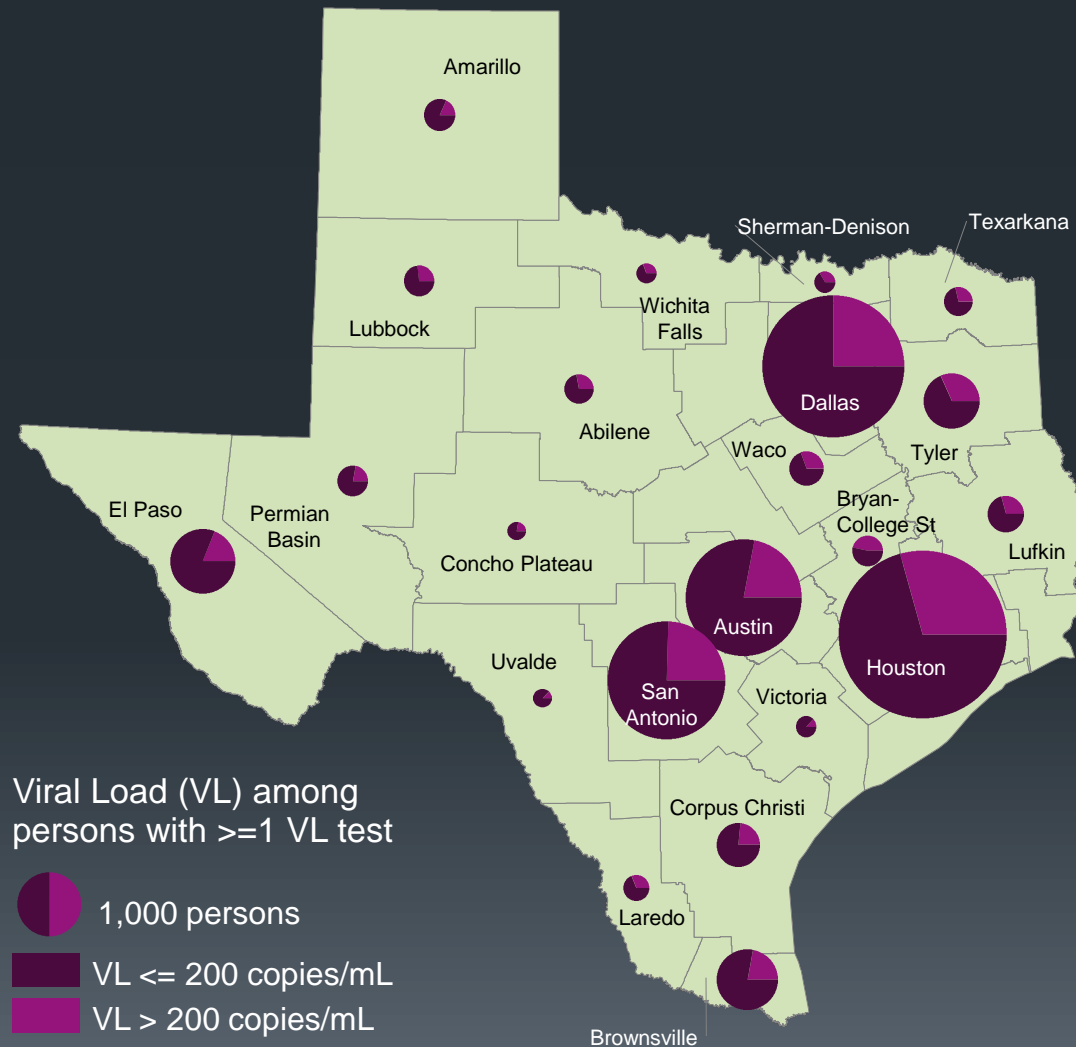 Amarillo
Sherman-Denison
Texarkana
Lubbock
Wichita
Falls
Dallas
Abilene
Waco
Tyler
El Paso
Permian
Basin
Bryan-
College St
Concho Plateau
Lufkin
Austin
Houston
Uvalde
San
Antonio
Victoria
Viral Load (VL) among
persons with >=1 VL test
Corpus Christi
1,000 persons
Laredo
VL <= 200 copies/mL
VL > 200 copies/mL
Brownsville